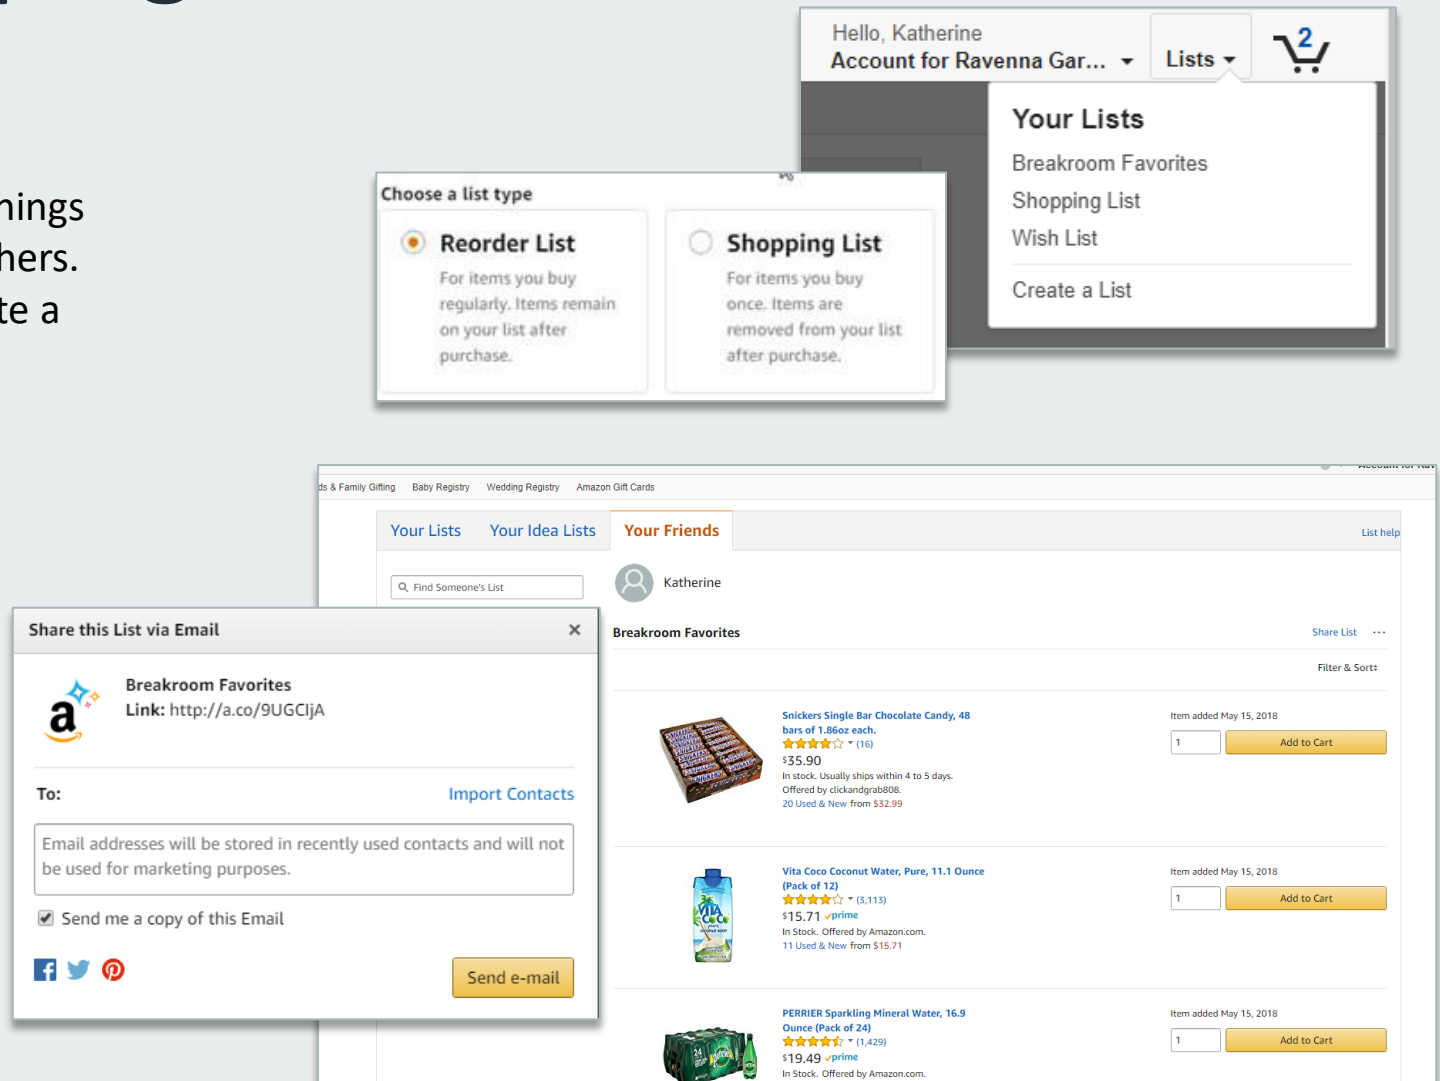 Hello, Katherine
Account for Ravenna Gar...
Lists
2
Your Lists
Breakroom Favorites
Shopping List
Wish List
Create a List
a
Choose a list type
Reorder List
For items you buy
regularly. Items remain
on your list after
purchase.
Shopping List
For items you buy
once. Items are
removed from your list
after purchase.
& Family Gifting
Baby Registry
Wedding Registry
Amazon Gift Cards
Your Lists
Your Idea Lists
Your Friends
List help
Find Someone's List
Katherine
Breakroom Favorites
Share List
...
Filter & Sort
Snickers Single Bar Chocolate Candy, 48
bars of 1.86oz each.
(16)
$35.90
In stock. Usually ships within 4 to 5 days.
Offered by clickandgrab808.
20 Used & New from $32.99
Item added May 15, 2018
1
Add to Cart
VITA
COCO
Vita Coco Coconut Water, Pure, 11.1 Ounce
(Pack of 12)
(3,113)
$15.71 prime
In Stock. Offered by Amazon.com.
11 Used & New from $15.71
Item added May 15, 2018
1
Add to Cart
PERRIER Sparkling Mineral Water, 16.9
Ounce (Pack of 24)
(1,429)
$19.49 prime
In Stock. Offered by Amazon.com.
Item added May 15, 2018
1
Add to Cart
Share this List via Email
×
a
Breakroom Favorites
Link: http://a.co/9UGCIjA
To:
Import Contacts
Email addresses will be stored in recently used contacts and will not
be used for marketing purposes.
Send me a copy of this Email
Send e-mail